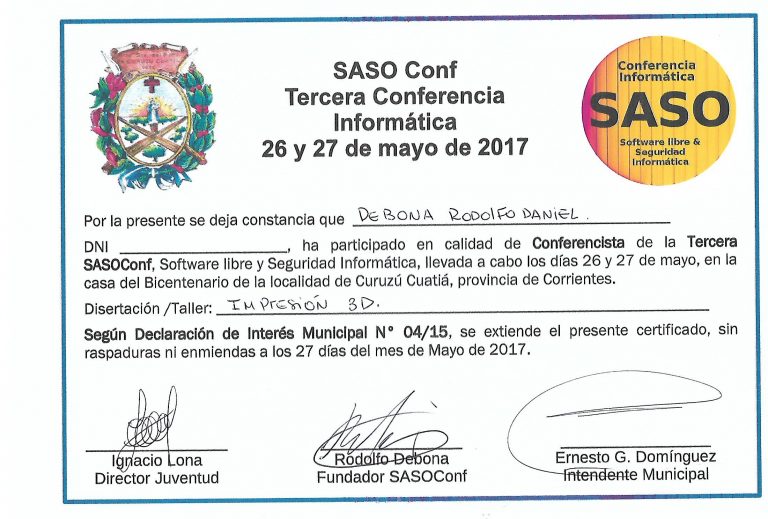 SASO Conf
Tercera Conferencia
Informática
26 y 27 de mayo de 2017
Conferencia
Informática
SASO
Software libre &
Seguridad
Informática
Por la presente se deja constancia que DEBONA RODOLFO DANIEL.
DNI ____________________, ha participado en calidad de Conferencista de la Tercera
SASOConf, Software libre y Seguridad Informática, llevada a cabo los días 26 y 27 de mayo, en la
casa del Bicentenario de la localidad de Curuzú Cuatiá, provincia de Corrientes.
Disertación /Taller: IMPRESIÓN 3D.
Según Declaración de Interés Municipal N° 04/15, se extiende el presente certificado, sin
raspaduras ni enmiendas a los 27 días del mes de Mayo de 2017.
Ignacio Lona
Director Juventud
Rodolfo Debona
Fundador SASOConf
Ernesto G. Domínguez
Intendente Municipal